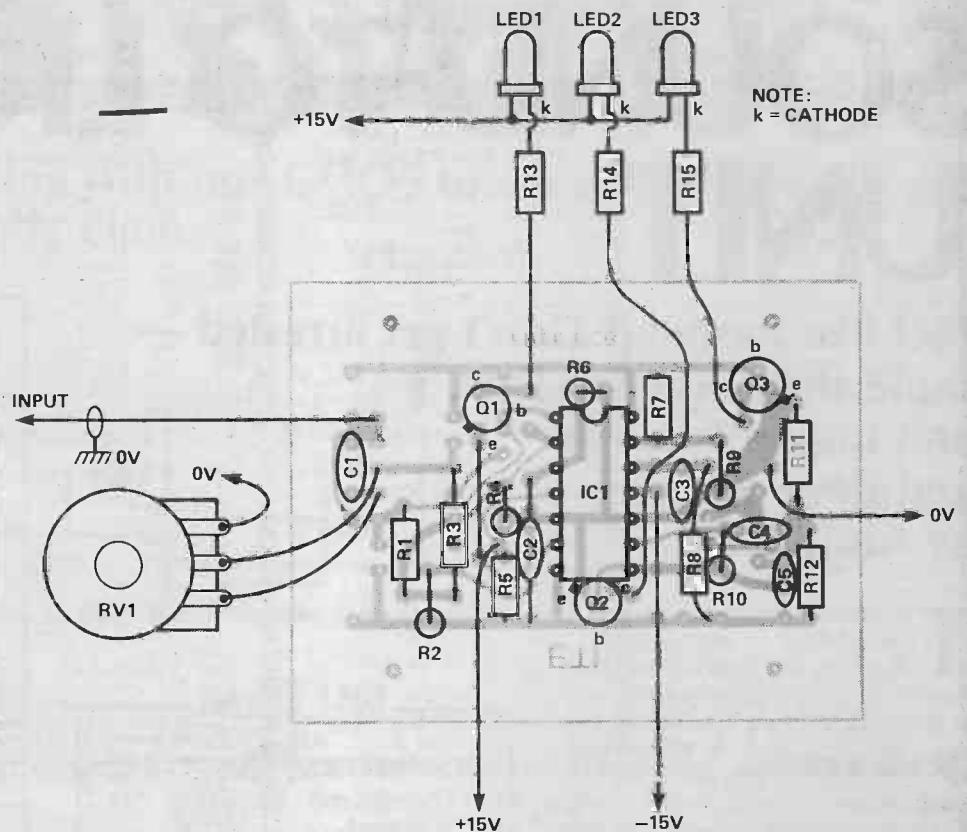 LED1 LED2 LED3
NOTE:
k = CATHODE
k k k
+15V
R13 R14 R15
b
c R6 c Q3 e
Q1 b R7
INPUT
e R11
0V C1 R9
0V R4 IC1 C3
R3 C2 0V
C4
R1 R8
R5 C5 R12
RV1 e Q2 e R10
R2 b
ETI
+15V -15V